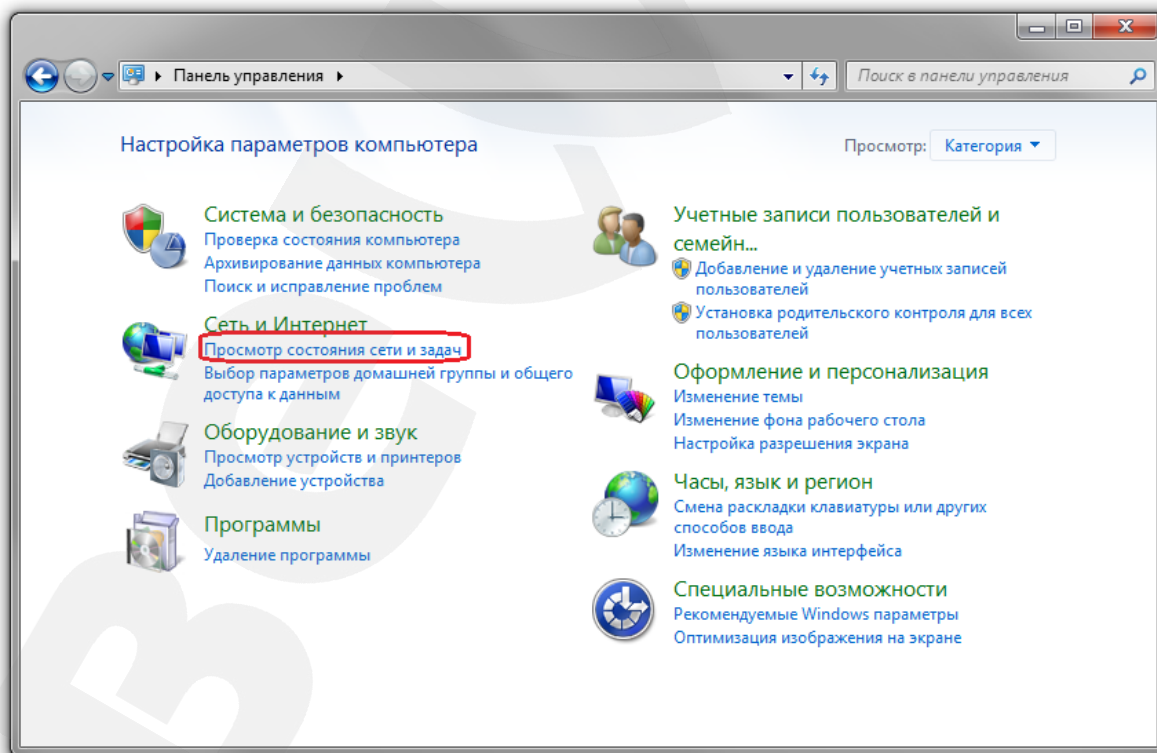 Панель управления
Поиск в панели управления
Настройка параметров компьютера
Просмотр: Категория
Система и безопасность
Проверка состояния компьютера
Архивирование данных компьютера
Поиск и исправление проблем
Сеть и Интернет
Просмотр состояния сети и задач
Выбор параметров домашней группы и общего
доступа к данным
Оборудование и звук
Просмотр устройств и принтеров
Добавление устройства
Программы
Удаление программы
Учетные записи пользователей и
семейн...
Добавление и удаление учетных записей
пользователей
Установка родительского контроля для всех
пользователей
Оформление и персонализация
Изменение темы
Изменение фона рабочего стола
Настройка разрешения экрана
Часы, язык и регион
Смена раскладки клавиатуры или других
способов ввода
Изменение языка интерфейса
Специальные возможности
Рекомендуемые Windows параметры
Оптимизация изображения на экране